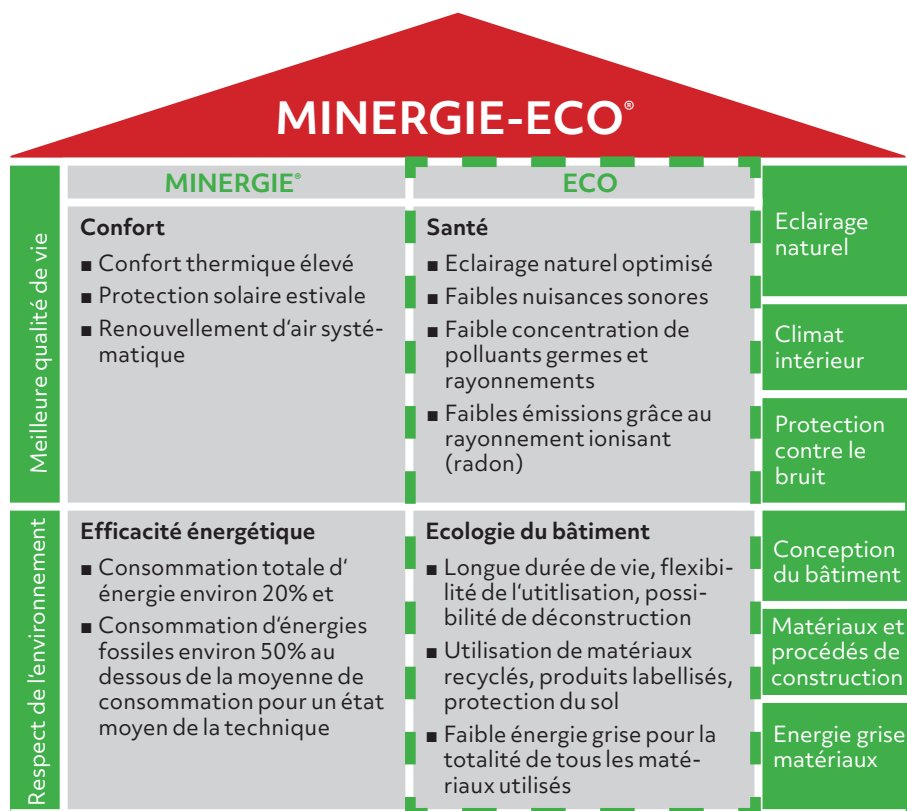 MINERGIE-ECO®
MINERGIE®
ECO
Meilleure qualité de vie
Confort
■ Confort thermique élevé
■ Protection solaire estivale
■ Renouvellement d‘air systé-
matique
Santé
■ Eclairage naturel optimisé
■ Faibles nuisances sonores
■ Faible concentration de
polluants germes et
rayonnements
■ Faibles émissions grâce au
rayonnement ionisant
(radon)
Eclairage
naturel
Climat
intérieur
Protection
contre le
bruit
Respect de l‘environnement
Efficacité énergétique
■ Consommation totale d‘
énergie environ 20% et
■ Consommation d‘énergies
fossiles environ 50% au
dessous de la moyenne de
consommation pour un état
moyen de la technique
Ecologie du bâtiment
■ Longue durée de vie, flexibi-
lité de l‘utitlisation, possi-
bilité de déconstruction
■ Utilisation de matériaux
recyclés, produits labellisés,
protection du sol
■ Faible énergie grise pour la
totalité de tous les maté-
riaux utilisés
Conception
du bâtiment
Matériaux et
procédés de
construction
Energie grise
matériaux